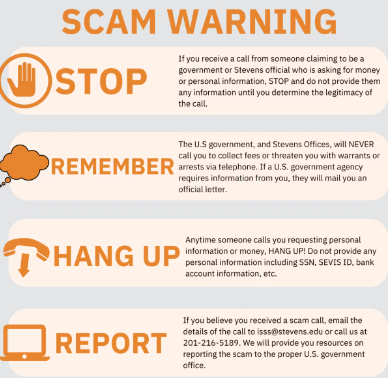 SCAM WARNING
STOP
If you receive a call from someone claiming to be a
government or Stevens official who is asking for money
or personal information, STOP and do not provide them
any information until you determine the legitimacy of
the call.
REMEMBER
The U.S government, and Stevens Offices, will NEVER
call you to collect fees or threaten you with warrants or
arrests via telephone. If a U.S. government agency
requires information from you, they will mail you an
official letter.
HANG UP
Anytime someone calls you requesting personal
information or money, HANG UP! Do not provide any
personal information including SSN, SEVIS ID, bank
account information, etc.
REPORT
If you believe you received a scam call, email the
details of the call to isss@stevens.edu or call us at
201-216-5189. We will provide you resources on
reporting the scam to the proper U.S. government
office.